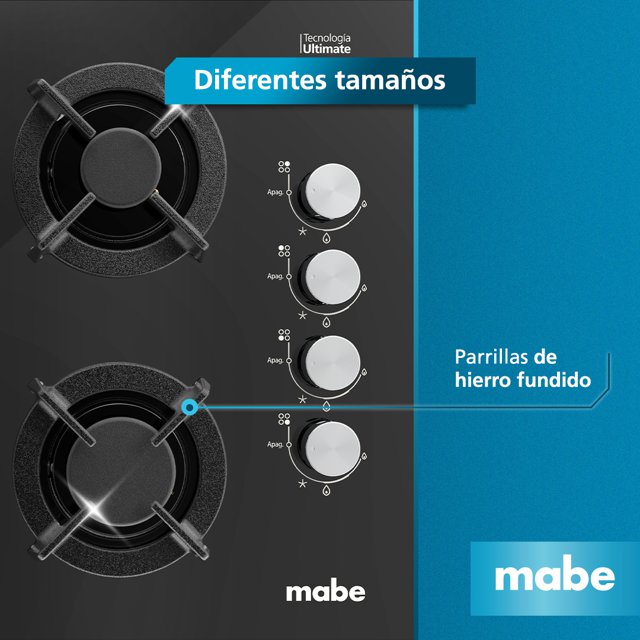 Tecnología
Ultimate
Diferentes tamaños
Apag.
Apag.
Apag.
Apag.
Parrillas de
hierro fundido
mabe
mabe